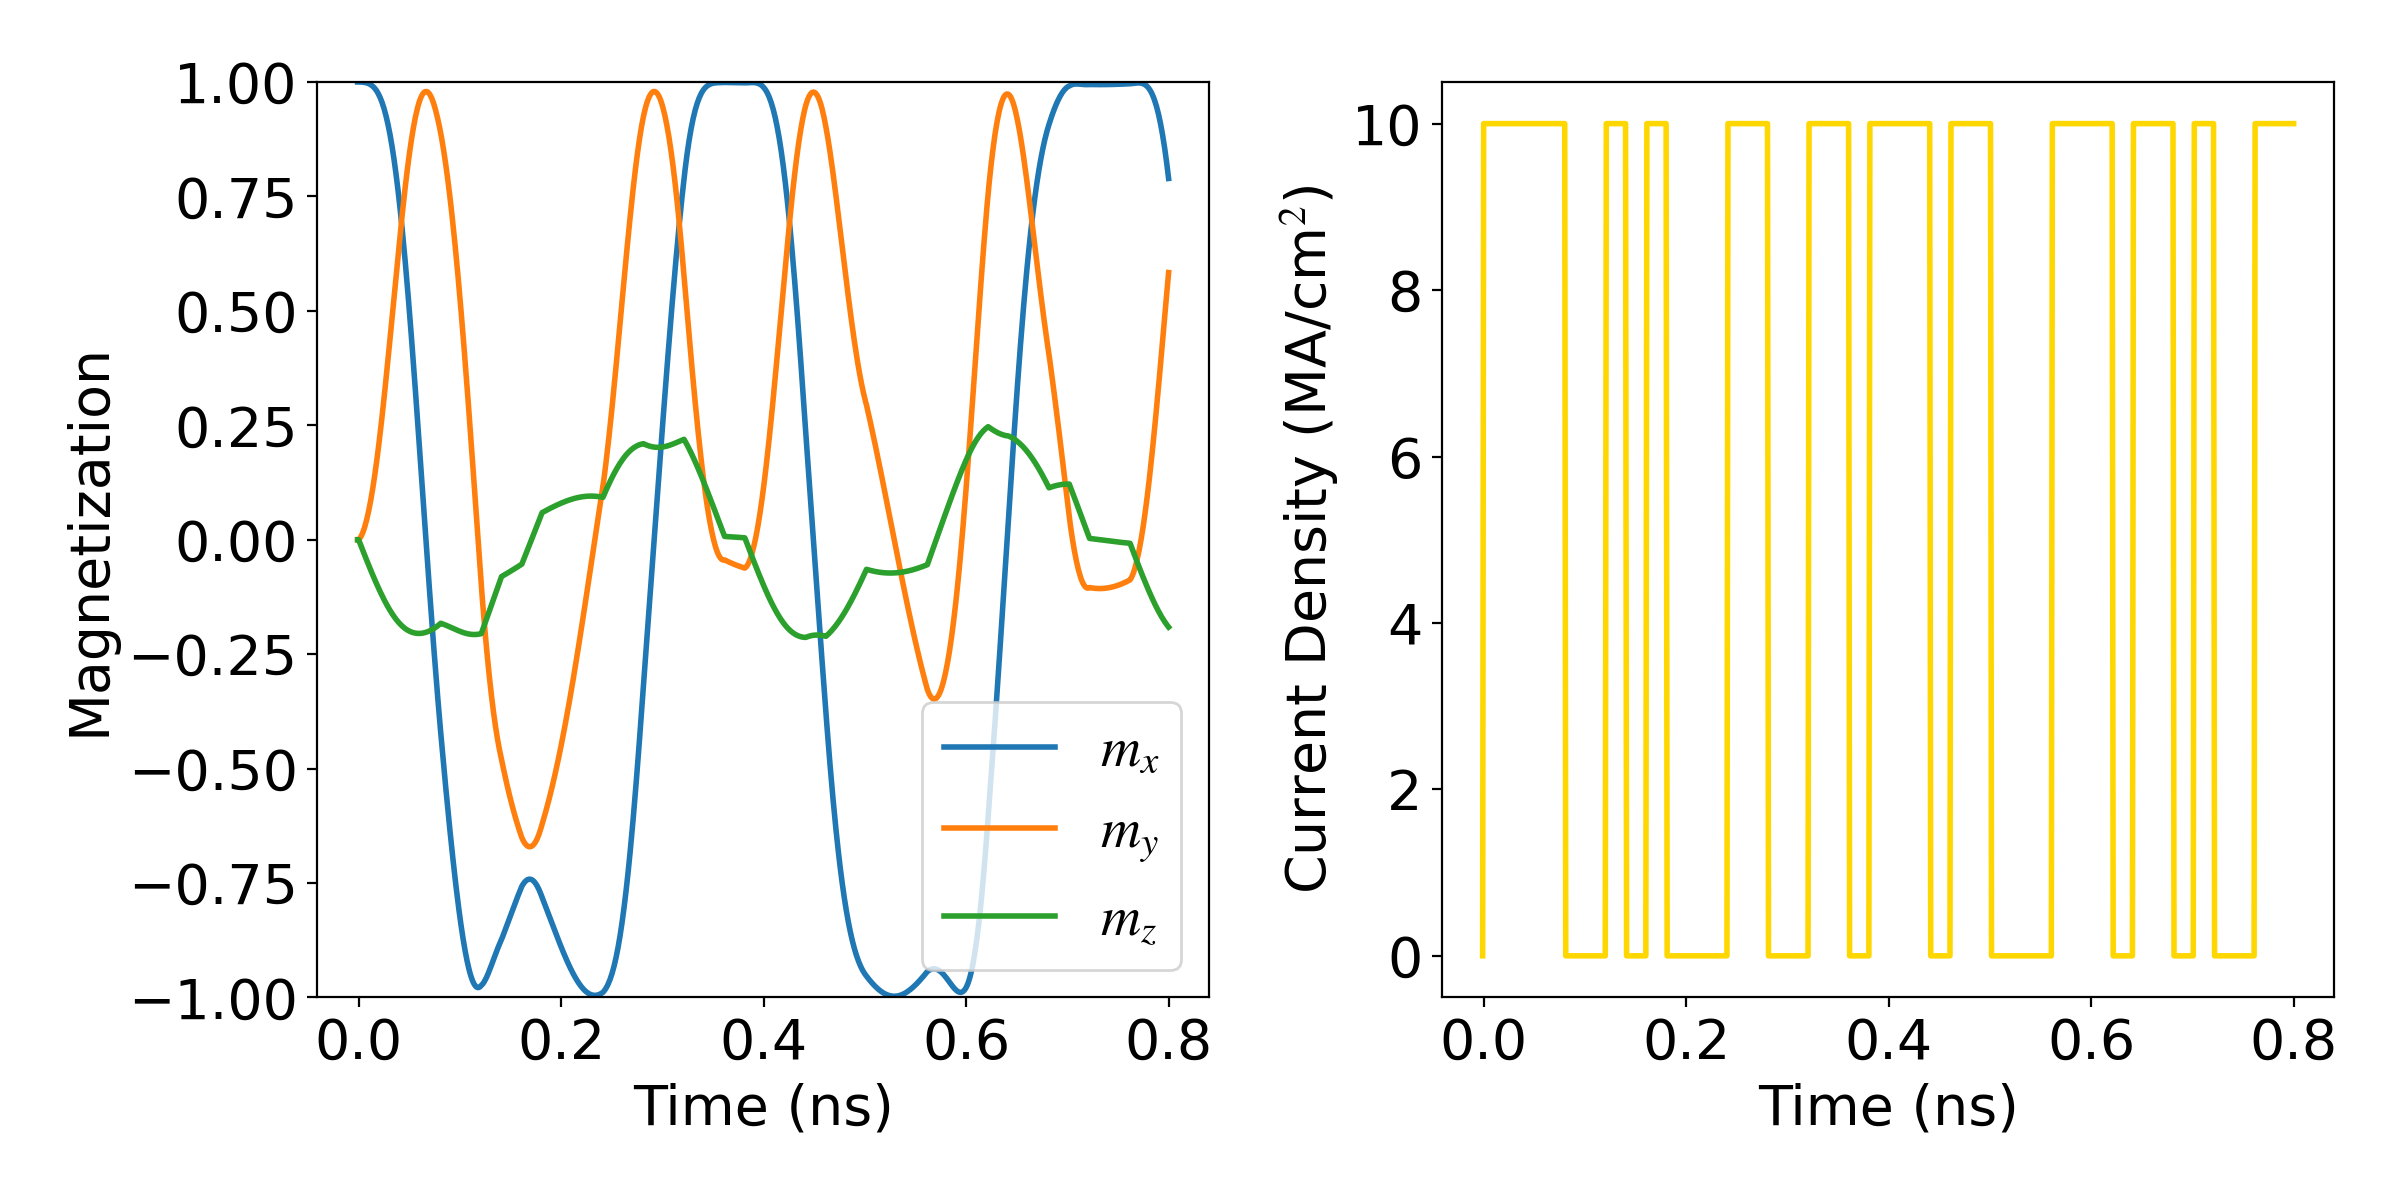 Magnetization
1.00
0.75
0.50
0.25
0.00
−0.25
−0.50
−0.75
−1.00
0.0 0.2 0.4 0.6 0.8
Time (ns)
m_x
m_y
m_z
Current Density (MA/cm²)
10
8
6
4
2
0
0.0 0.2 0.4 0.6 0.8
Time (ns)